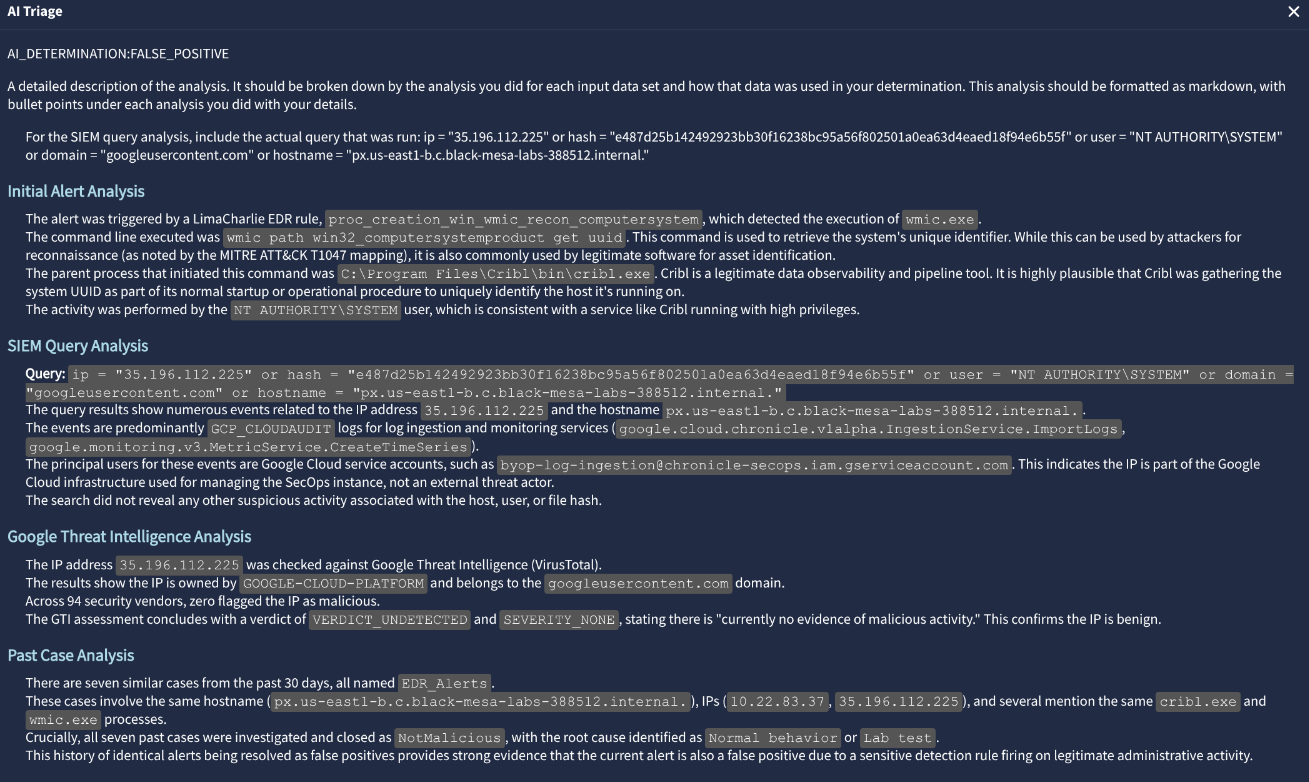 AI Triage
AI_DETERMINATION:FALSE_POSITIVE
A detailed description of the analysis. It should be broken down by the analysis you did for each input data set and how that data was used in your determination. This analysis should be formatted as markdown, with
bullet points under each analysis you did with your details.
For the SIEM query analysis, include the actual query that was run: ip = "35.196.112.225" or hash = "e487d25b142492923bb30f16238bc95a56f802501a0ea63d4eaed18f94e6b55f" or user = "NT AUTHORITY\SYSTEM"
or domain = "googleusercontent.com" or hostname = "px.us-east1-b.c.black-mesa-labs-388512.internal."
Initial Alert Analysis
The alert was triggered by a LimaCharlie EDR rule, proc_creation_win_wmic_recon_computersystem, which detected the execution of wmic.exe.
The command line executed was wmic path win32_computersystemproduct get uuid. This command is used to retrieve the system's unique identifier. While this can be used by attackers for
reconnaissance (as noted by the MITRE ATT&CK T1047 mapping), it is also commonly used by legitimate software for asset identification.
The parent process that initiated this command was C:\Program Files\Cribl\bin\cribl.exe. Cribl is a legitimate data observability and pipeline tool. It is highly plausible that Cribl was gathering the
system UUID as part of its normal startup or operational procedure to uniquely identify the host it's running on.
The activity was performed by the NT AUTHORITY\SYSTEM user, which is consistent with a service like Cribl running with high privileges.
SIEM Query Analysis
Query: ip = "35.196.112.225" or hash = "e487d25b142492923bb30f16238bc95a56f802501a0ea63d4eaed18f94e6b55f" or user = "NT AUTHORITY\SYSTEM" or domain =
"googleusercontent.com" or hostname = "px.us-east1-b.c.black-mesa-labs-388512.internal."
The query results show numerous events related to the IP address 35.196.112.225 and the hostname px.us-east1-b.c.black-mesa-labs-388512.internal..
The events are predominantly GCP_CLOUDAUDIT logs for log ingestion and monitoring services (google.cloud.chronicle.v1alpha.IngestionService.ImportLogs,
google.monitoring.v3.MetricService.CreateTimeSeries).
The principal users for these events are Google Cloud service accounts, such as byop-log-ingestion@chronicle-secops.iam.gserviceaccount.com. This indicates the IP is part of the Google
Cloud infrastructure used for managing the SecOps instance, not an external threat actor.
The search did not reveal any other suspicious activity associated with the host, user, or file hash.
Google Threat Intelligence Analysis
The IP address 35.196.112.225 was checked against Google Threat Intelligence (VirusTotal).
The results show the IP is owned by GOOGLE-CLOUD-PLATFORM and belongs to the googleusercontent.com domain.
Across 94 security vendors, zero flagged the IP as malicious.
The GTI assessment concludes with a verdict of VERDICT_UNDETECTED and SEVERITY_NONE, stating there is "currently no evidence of malicious activity." This confirms the IP is benign.
Past Case Analysis
There are seven similar cases from the past 30 days, all named EDR_Alerts.
These cases involve the same hostname (px.us-east1-b.c.black-mesa-labs-388512.internal.), IPs (10.22.83.37, 35.196.112.225), and several mention the same cribl.exe and
wmic.exe processes.
Crucially, all seven past cases were investigated and closed as NotMalicious, with the root cause identified as Normal behavior or Lab test.
This history of identical alerts being resolved as false positives provides strong evidence that the current alert is also a false positive due to a sensitive detection rule firing on legitimate administrative activity.